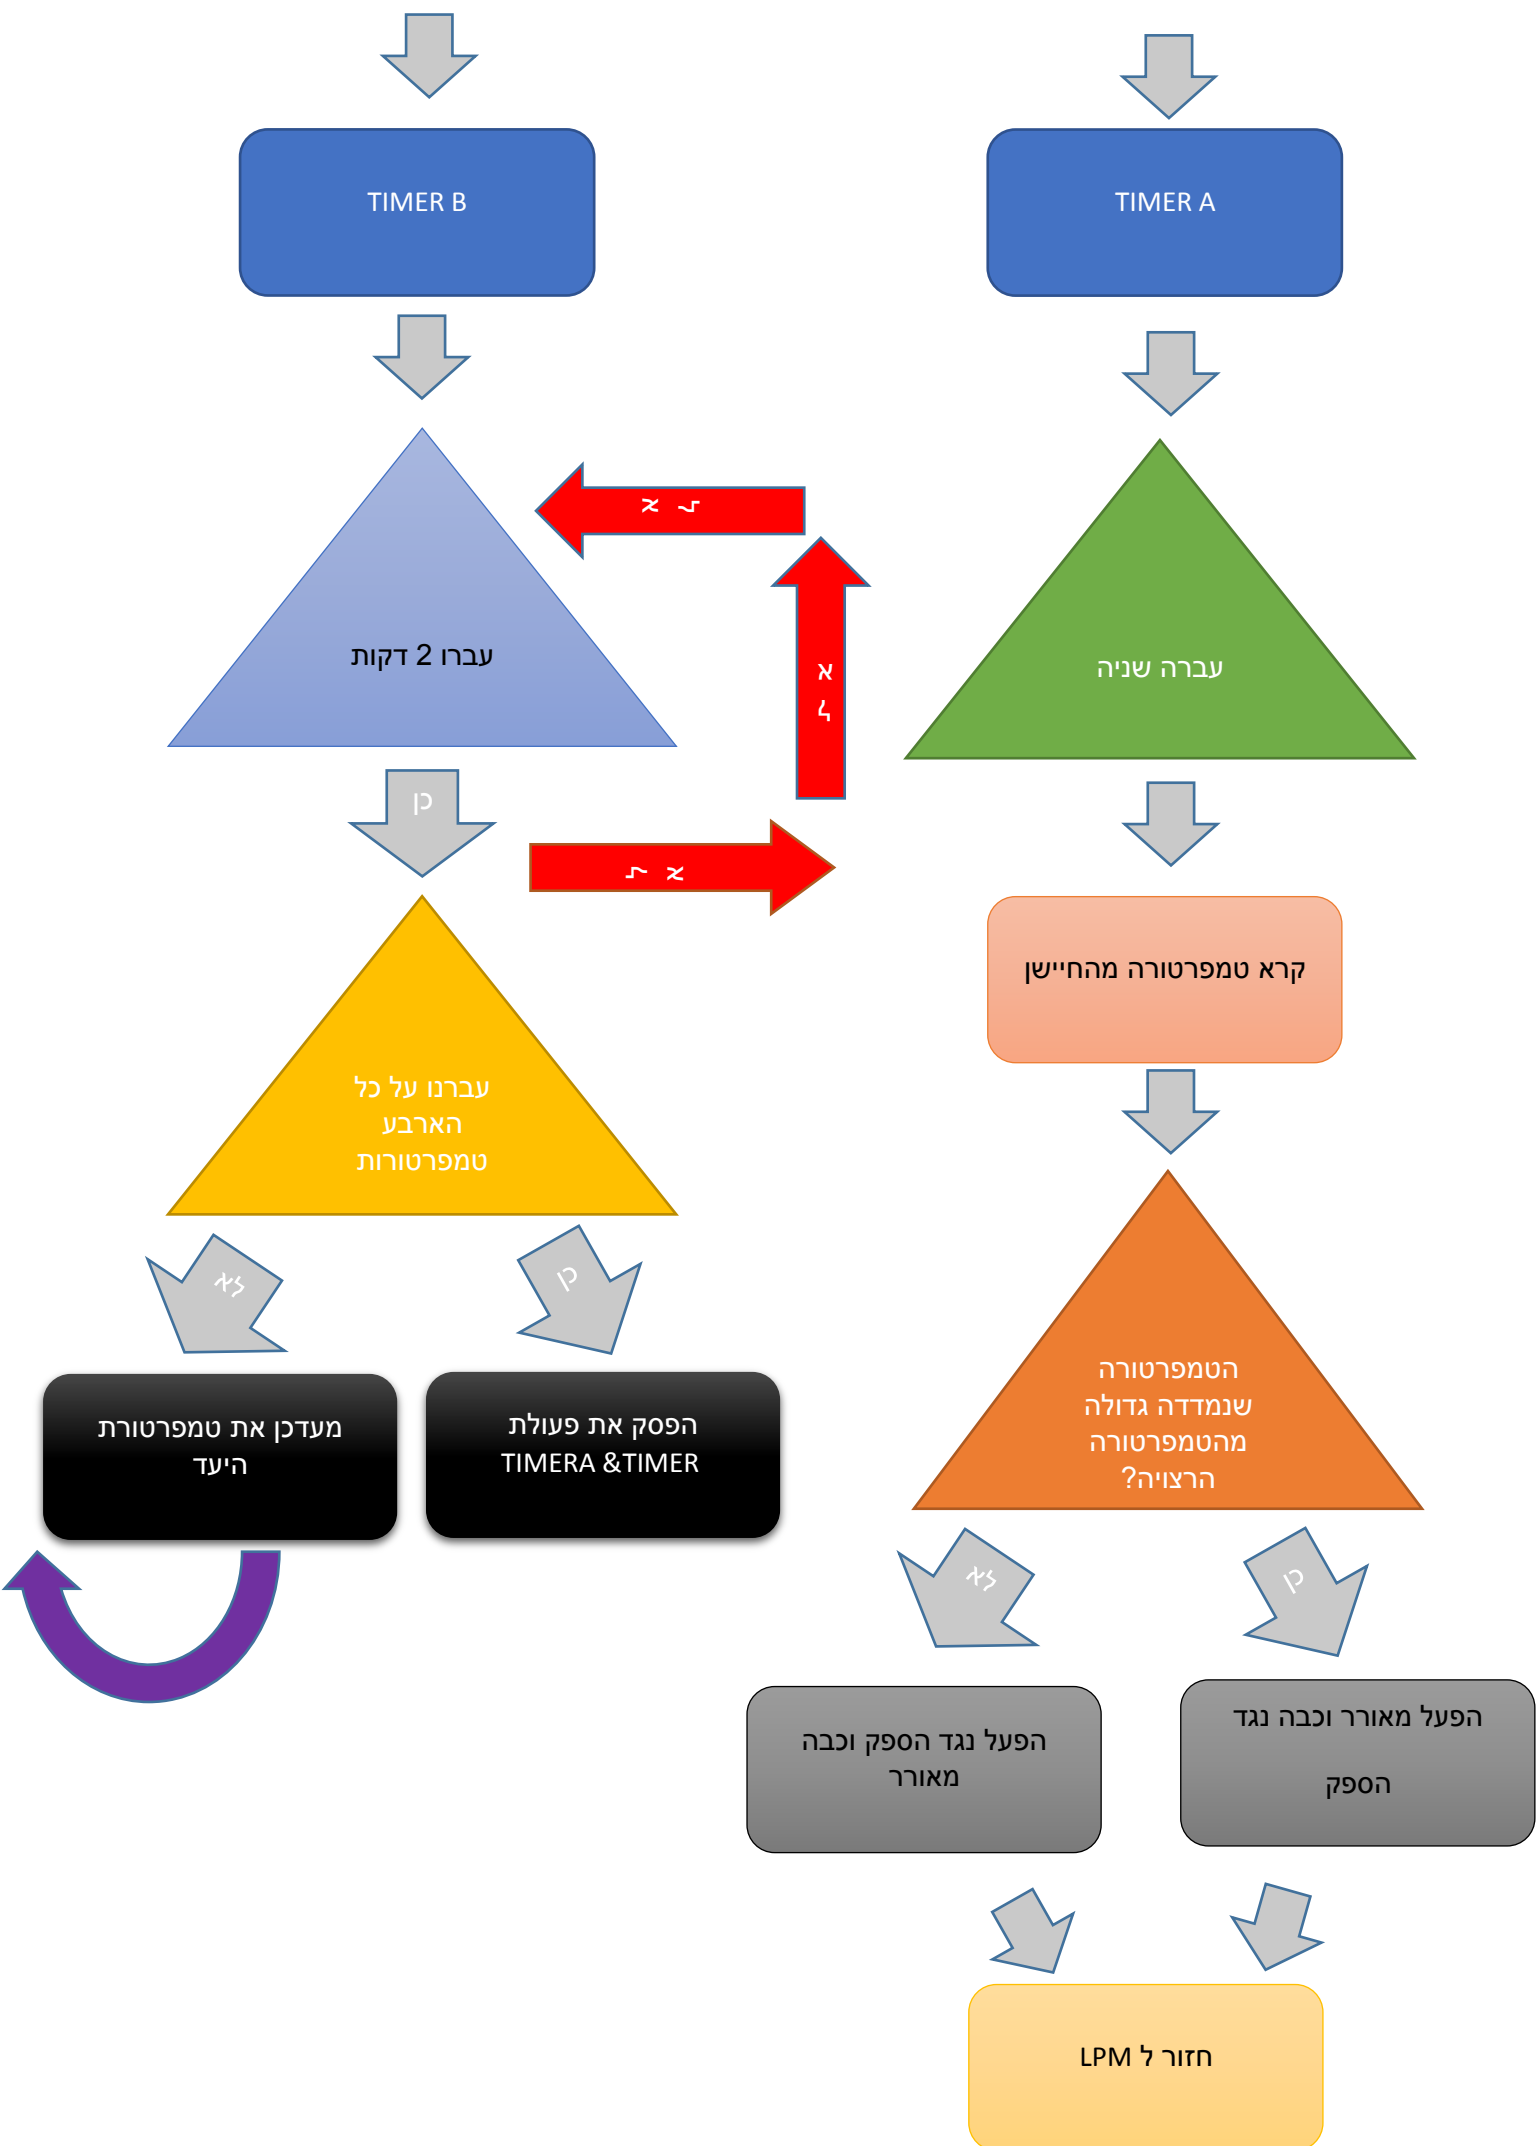 TIMER B
TIMER A
לא
עברו 2 דקות
לא
עברה שניה
כן
לא
קרא טמפרטורה מהחיישן
עברנו על כל
הארבע
טמפרטורות
לא
כן
הטמפרטורה
שנמדדה גדולה
מהטמפרטורה
הרצויה?
מעדכן את טמפרטורת
היעד
הפסק את פעולת
TIMERA &TIMER
לא
כן
הפעל נגד הספק וכבה
מאורר
הפעל מאורר וכבה נגד
הספק
חזור ל LPM